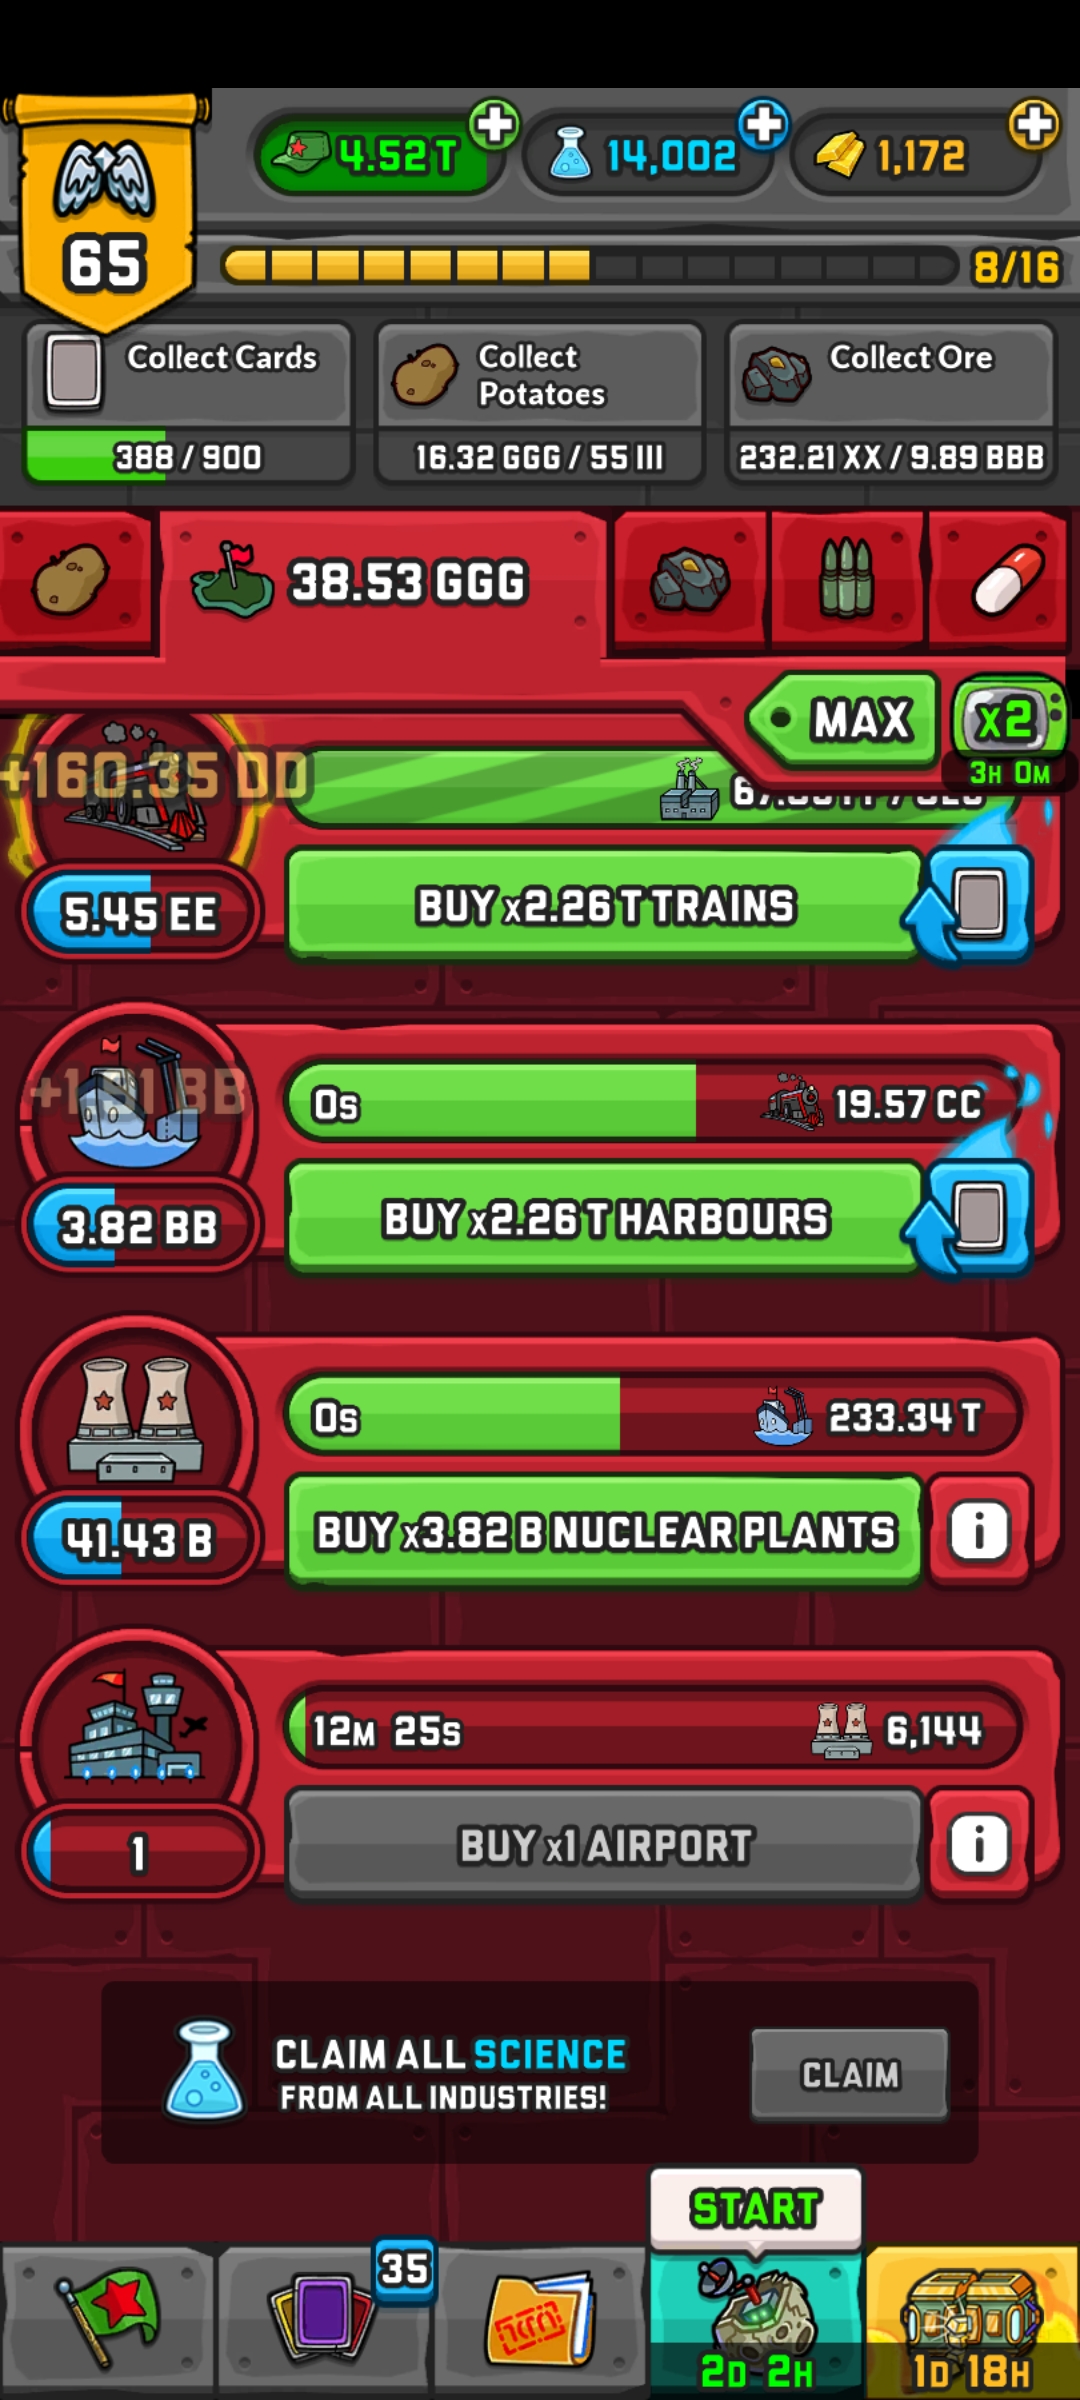 4.52 T
14,002
1,172
65
8/16
Collect Cards
388 / 900
Collect
Potatoes
16.32 GGG / 55 III
Collect Ore
232.21 XX / 9.89 BBB
38.53 GGG
MAX
x2
3H 0M
+160.35 DD
5.45 EE
BUY x2.26 T TRAINS
0s
19.57 CC
3.82 BB
BUY x2.26 T HARBOURS
0s
233.34 T
41.43 B
BUY x3.82 B NUCLEAR PLANTS
12M 25s
6,144
1
BUY x1 AIRPORT
CLAIM ALL SCIENCE
FROM ALL INDUSTRIES!
CLAIM
START
35
2D 2H
1D 18H